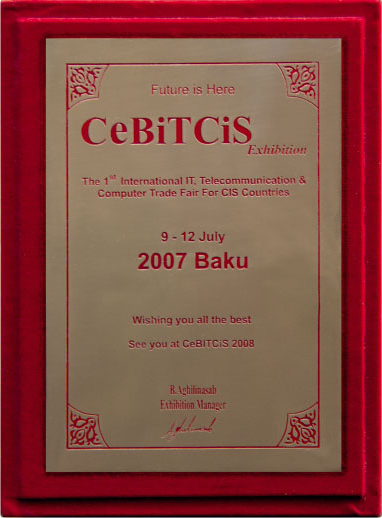 Future is Here
CeBiTCiS
Exhibition
The 1st International IT, Telecommunication &
Computer Trade Fair For CIS Countries
9 - 12 July
2007 Baku
Wishing you all the best
See you at CeBITCiS 2008
R.Aghilinasab
Exhibition Manager